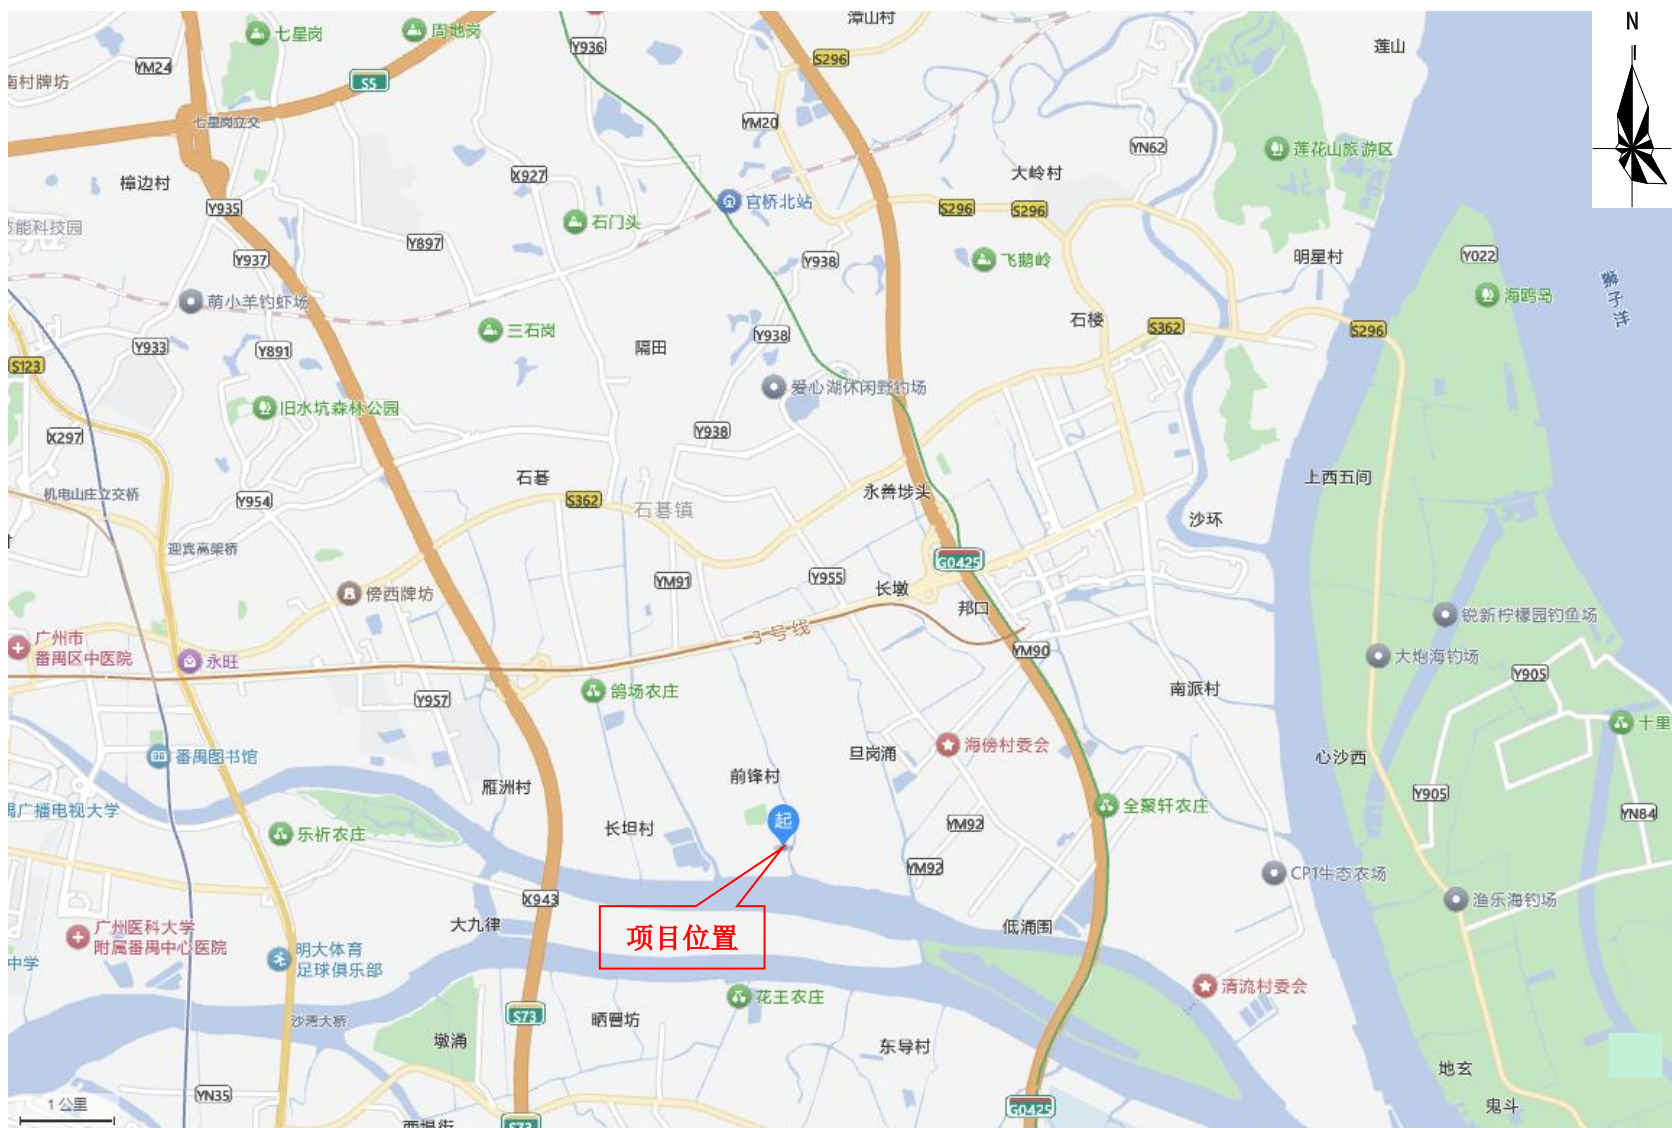 漳山村
N
七星岗
周地岗
Y936
莲山
S296
YM24
南村牌坊
S5
七星岗立交
YM20
YN62
莲花山旅游区
樟边村
X927
大岭村
Y935
官桥北站
S296
S296
石门头
节能科技园
Y897
Y937
Y938
飞鹅岭
明星村
Y022
狮子洋
海鸥岛
萌小羊钓虾场
三石岗
石楼
S362
S296
Y938
Y933
Y891
隔田
S123
爱心湖休闲野钓场
旧水坑森林公园
X297
Y938
石碁
上西五间
机电山庄立交桥
Y954
S362
石碁镇
永善埗头
沙环
迎宾高架桥
G0425
YM91
Y955
长墩
傍西牌坊
邦口
锐新柠檬园钓鱼场
3号线
广州市
番禺区中医院
永旺
YM90
大炮海钓场
Y905
鸽场农庄
Y957
南派村
十里
海傍村委会
番禺图书馆
旦岗涌
心沙西
前锋村
雁洲村
Y905
全聚轩农庄
禺广播电视大学
YN84
起
YM92
长坦村
乐祈农庄
YM92
CP1生态农场
X943
渔乐海钓场
大九律
低涌围
广州医科大学
附属番禺中心医院
项目位置
明大体育
足球俱乐部
中学
清流村委会
花王农庄
S73
沙湾大桥
晒罟坊
墩涌
东导村
地玄
YN35
1公里
G0425
鬼斗
S73